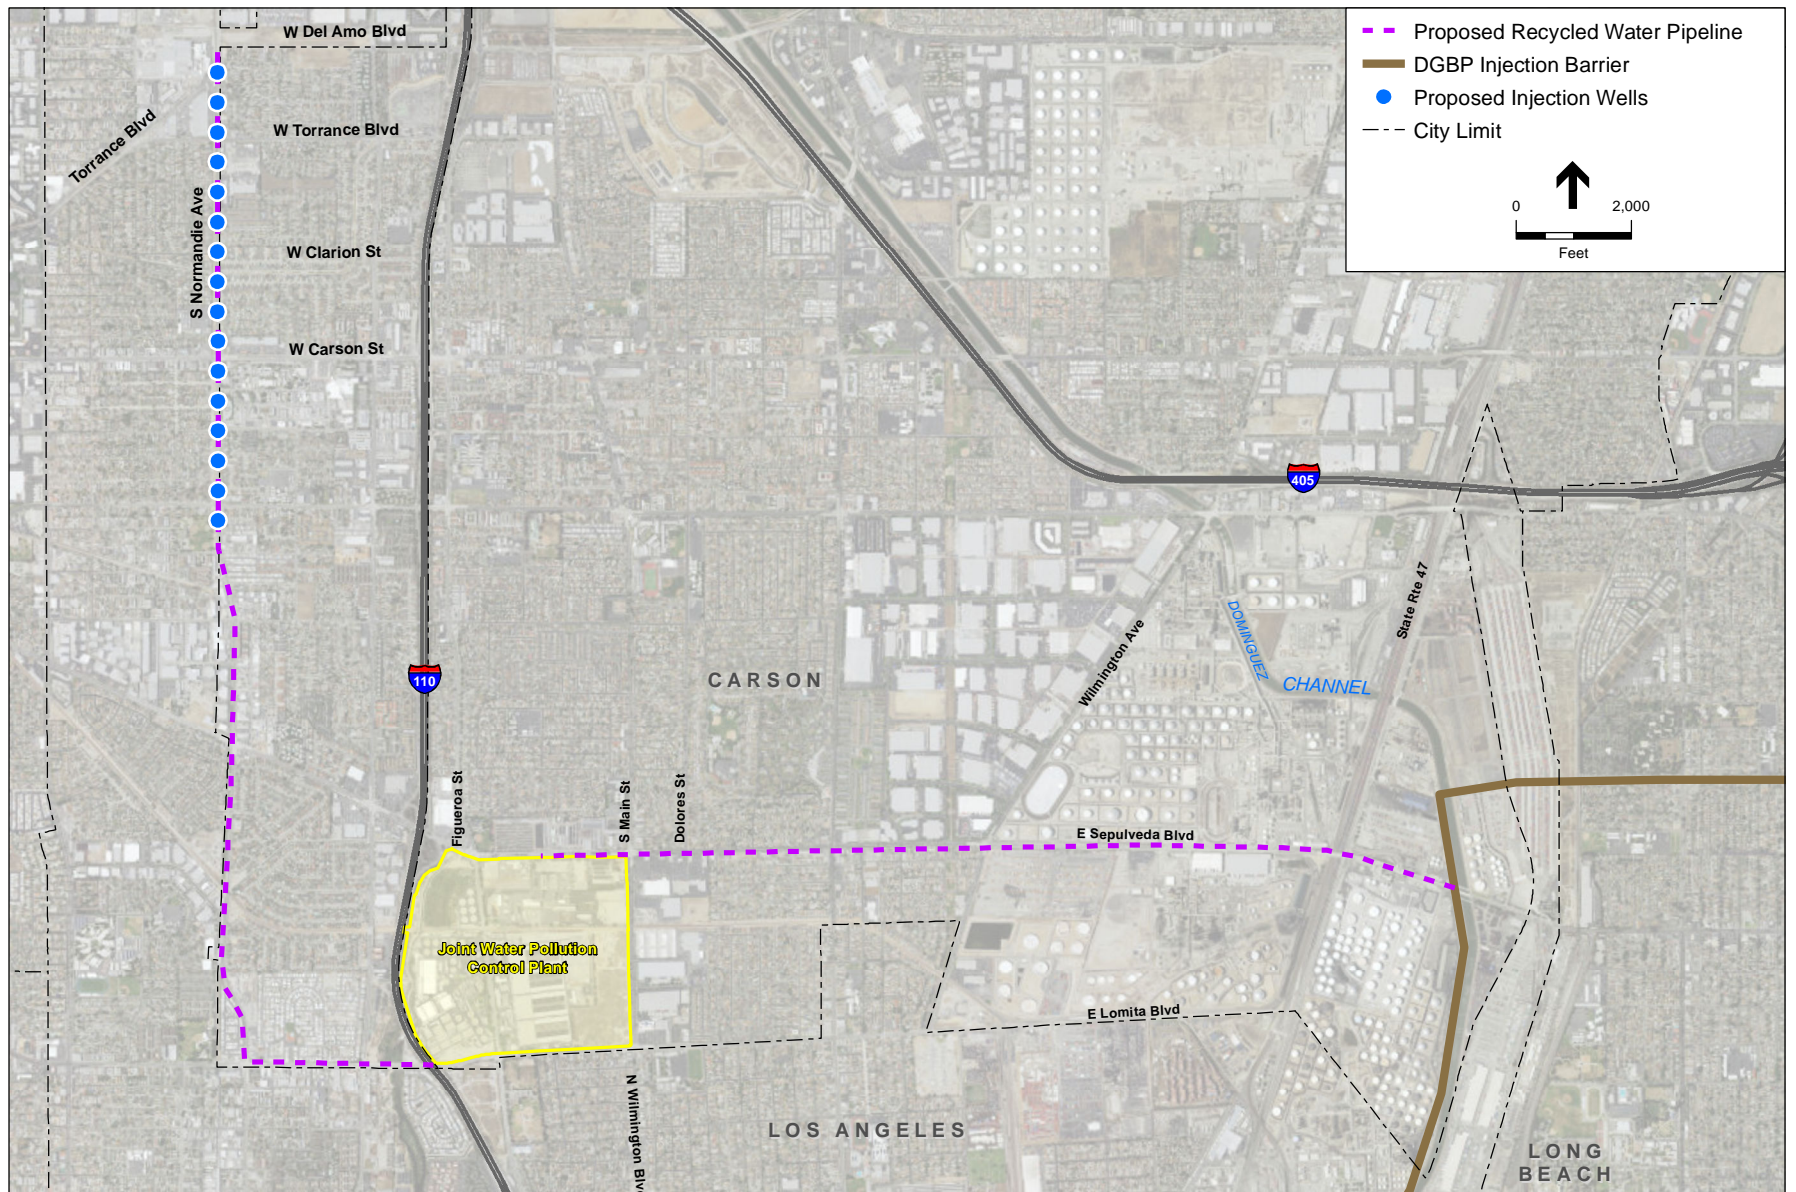 W Del Amo Blvd
Proposed Recycled Water Pipeline
DGBP Injection Barrier
Proposed Injection Wells
City Limit
0 2,000
Feet
Torrance Blvd
W Torrance Blvd
S Normandie Ave
W Clarion St
W Carson St
405
State Rte 47
DOMINGUEZ
CHANNEL
Wilmington Ave
110
CARSON
Figueroa St
S Main St
Dolores St
E Sepulveda Blvd
Joint Water Pollution
Control Plant
E Lomita Blvd
N Wilmington Blv
LOS ANGELES
LONG
BEACH